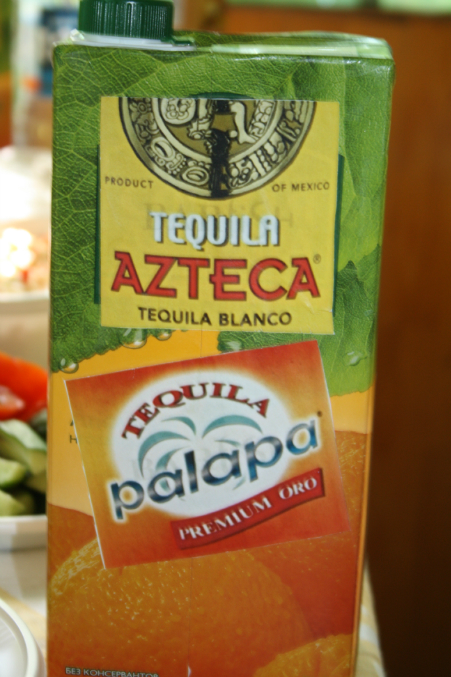 PRODUCT OF MEXICO
TEQUILA
AZTECA®
TEQUILA BLANCO
TEQUILA
palapa
PREMIUM ORO
БЕЗ КОНСЕРВАНТОВ